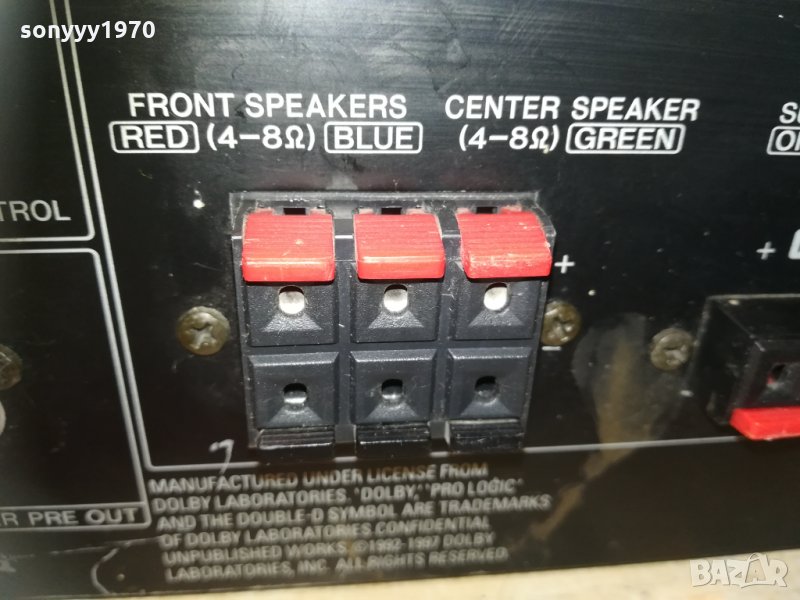 sonyyy1970
FRONT SPEAKERS
RED (4-8Ω) BLUE
CENTER SPEAKER
(4-8Ω) GREEN
TROL
+
+
−
R PRE OUT
MANUFACTURED UNDER LICENSE FROM
DOLBY LABORATORIES. "DOLBY," "PRO LOGIC"
AND THE DOUBLE-D SYMBOL ARE TRADEMARKS
OF DOLBY LABORATORIES. CONFIDENTIAL
UNPUBLISHED WORKS. ©1992-1997 DOLBY
LABORATORIES, INC. ALL RIGHTS RESERVED.
BAZAR